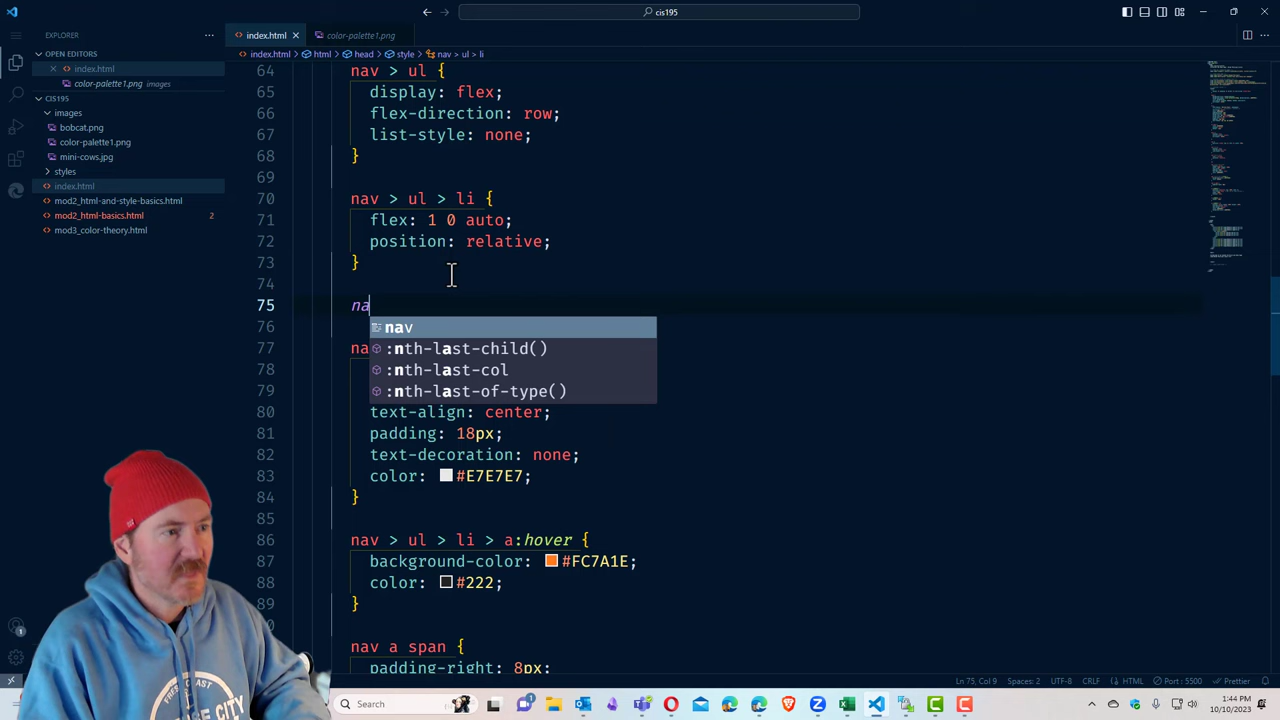 cis195
EXPLORER
index.html
color-palette1.png
OPEN EDITORS
index.html > html > head > style > nav > ul > li
index.html
color-palette1.png images
CIS195
images
bobcat.png
color-palette1.png
mini-cows.jpg
styles
index.html
mod2_html-and-style-basics.html
mod2_html-basics.html 2
mod3_color-theory.html
64 nav > ul {
65 display: flex;
66 flex-direction: row;
67 list-style: none;
68 }
69
70 nav > ul > li {
71 flex: 1 0 auto;
72 position: relative;
73 }
74
75 na
76 nav
77 na :nth-last-child()
78 :nth-last-col
79 :nth-last-of-type()
80 text-align: center;
81 padding: 18px;
82 text-decoration: none;
83 color: #E7E7E7;
84 }
85
86 nav > ul > li > a:hover {
87 background-color: #FC7A1E;
88 color: #222;
89 }
nav a span {
padding-right: 8px;
Ln 75, Col 9 Spaces: 2 UTF-8 CRLF HTML Port : 5500 Prettier
Search
1:44 PM
10/10/2023